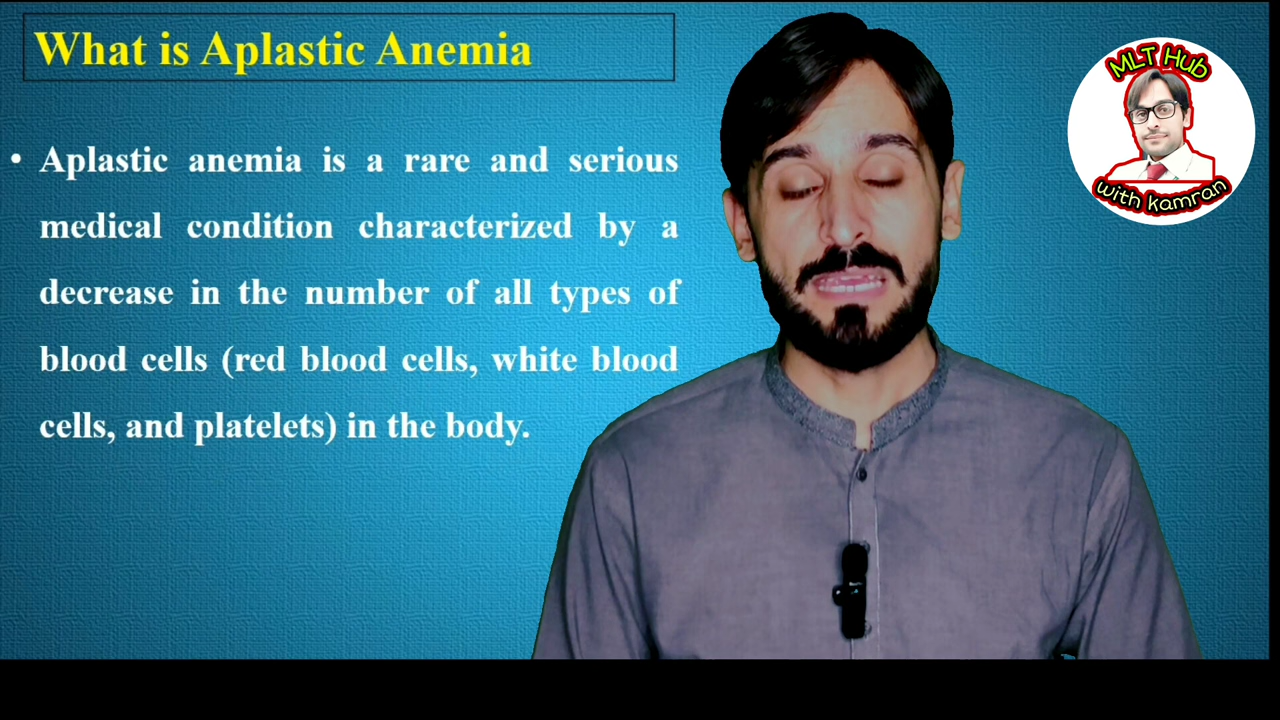 What is Aplastic Anemia
• Aplastic anemia is a rare and serious
medical condition characterized by a
decrease in the number of all types of
blood cells (red blood cells, white blood
cells, and platelets) in the body.
MLT Hub
with kamran